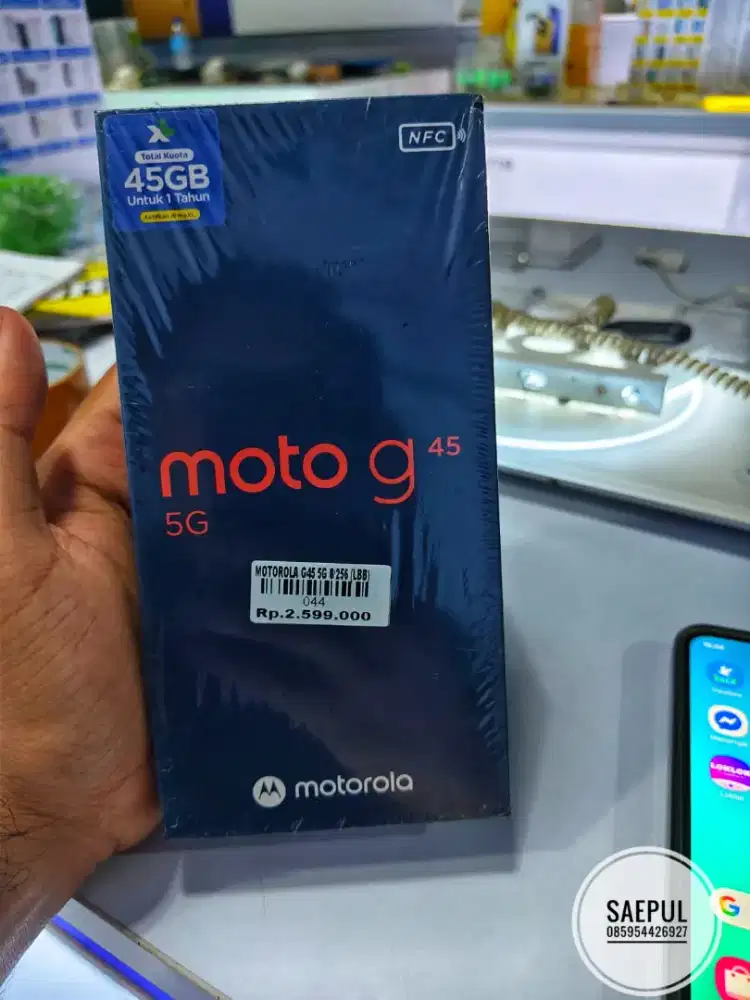 NFC
Total Kuota
45GB
Untuk 1 Tahun
moto g 45
5G
MOTOROLA G45 5G 8/256 (LBB)
044
Rp.2.599.000
motorola
SAEPUL
085954426927